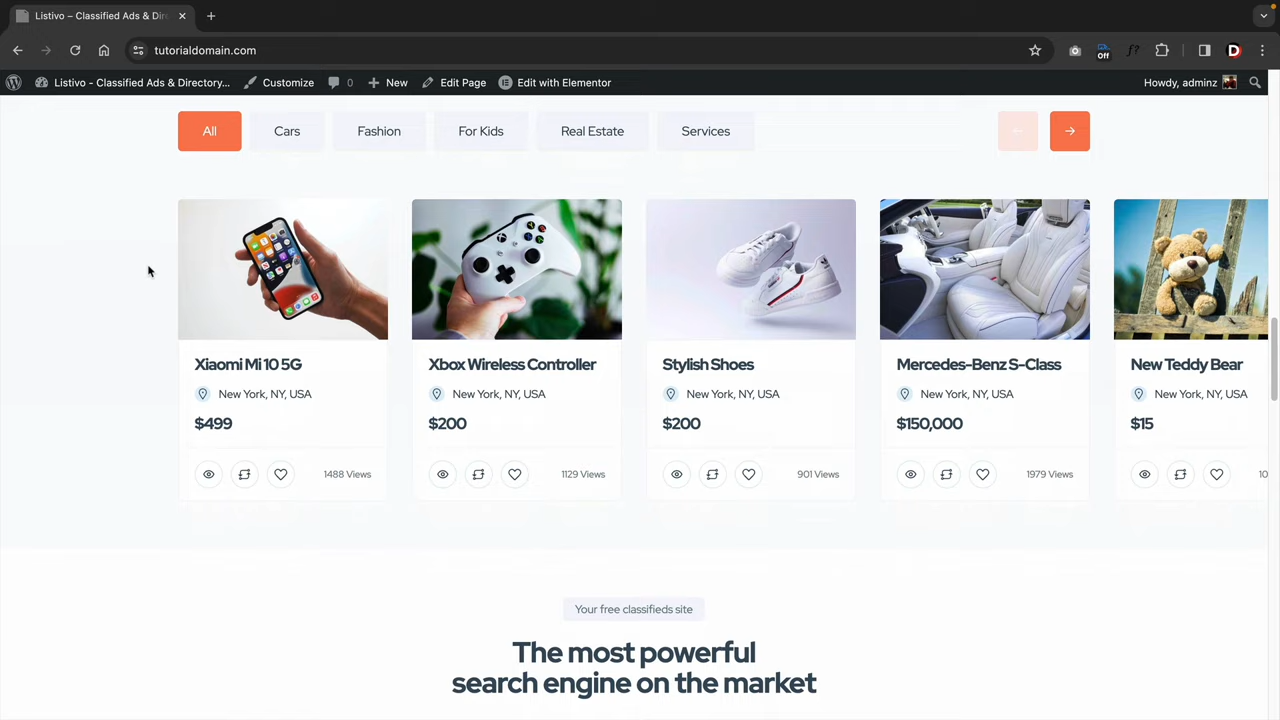 Listivo – Classified Ads & Dir
tutorialdomain.com
Off
f?
D
Listivo - Classified Ads & Directory...
Customize
0
New
Edit Page
Edit with Elementor
Howdy, adminz
All
Cars
Fashion
For Kids
Real Estate
Services
Xiaomi Mi 10 5G
New York, NY, USA
$499
1488 Views
Xbox Wireless Controller
New York, NY, USA
$200
1129 Views
Stylish Shoes
New York, NY, USA
$200
901 Views
Mercedes-Benz S-Class
New York, NY, USA
$150,000
1979 Views
New Teddy Bear
New York, NY, USA
$15
10
Your free classifieds site
The most powerful
search engine on the market